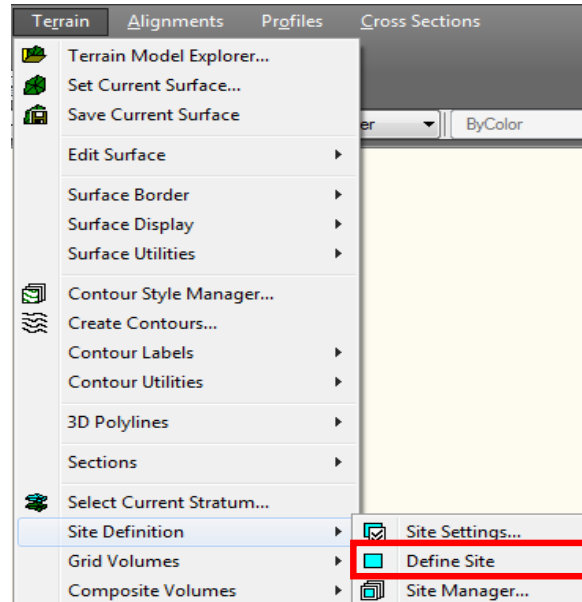 Terrain Alignments Profiles Cross Sections
Terrain Model Explorer...
Set Current Surface...
Save Current Surface
er ByColor
Edit Surface
Surface Border
Surface Display
Surface Utilities
Contour Style Manager...
Create Contours...
Contour Labels
Contour Utilities
3D Polylines
Sections
Select Current Stratum...
Site Definition
Site Settings...
Grid Volumes
Define Site
Composite Volumes
Site Manager...